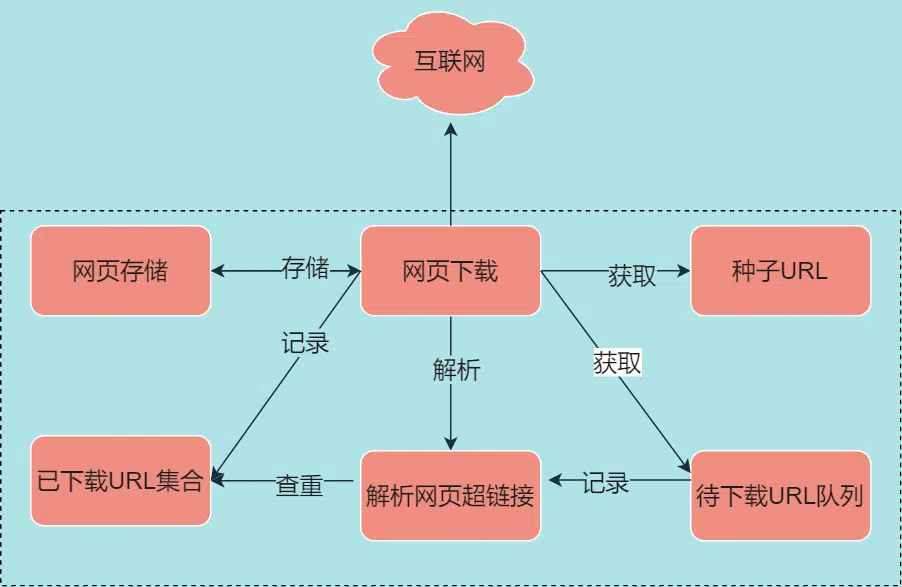 互联网
网页存储
存储
网页下载
获取
种子URL
记录
解析
获取
已下载URL集合
查重
解析网页超链接
记录
待下载URL队列